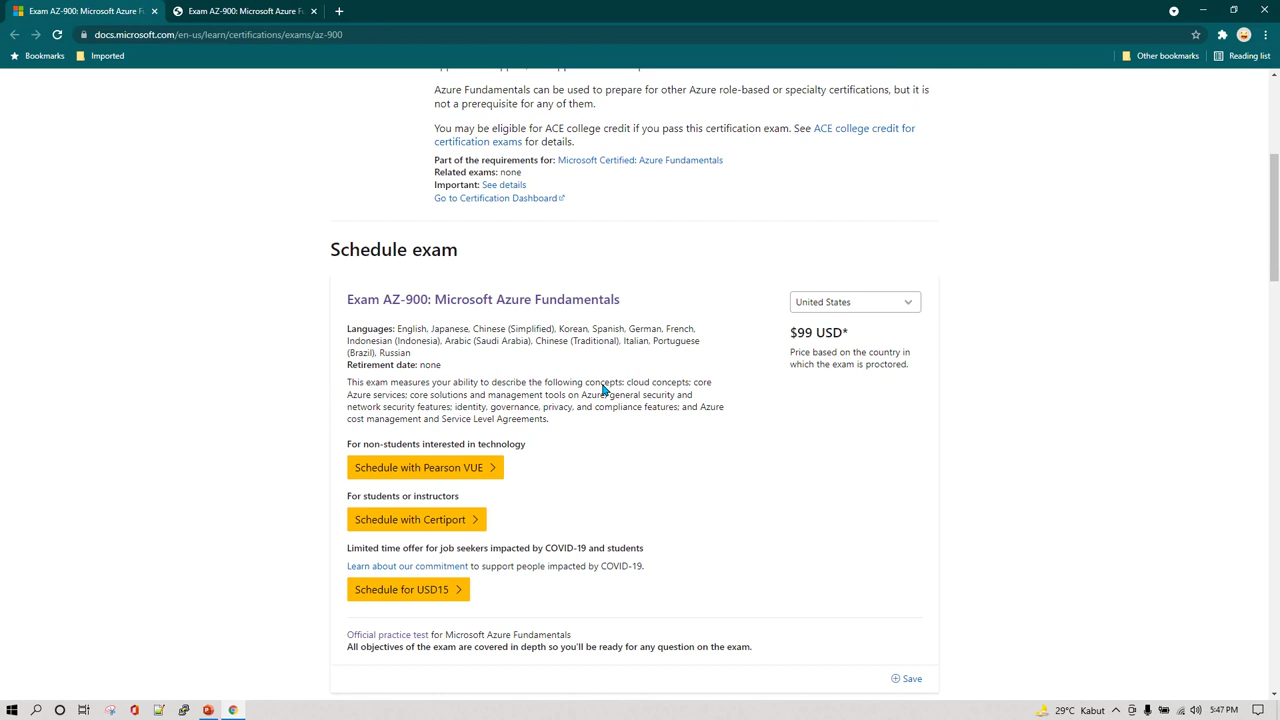 Exam AZ-900: Microsoft Azure F
Exam AZ-900: Microsoft Azure Fu
docs.microsoft.com/en-us/learn/certifications/exams/az-900
Bookmarks
Imported
Other bookmarks
Reading list
Azure Fundamentals can be used to prepare for other Azure role-based or specialty certifications, but it is
not a prerequisite for any of them.
You may be eligible for ACE college credit if you pass this certification exam. See ACE college credit for
certification exams for details.
Part of the requirements for: Microsoft Certified: Azure Fundamentals
Related exams: none
Important: See details
Go to Certification Dashboard
Schedule exam
Exam AZ-900: Microsoft Azure Fundamentals
United States
Languages: English, Japanese, Chinese (Simplified), Korean, Spanish, German, French,
Indonesian (Indonesia), Arabic (Saudi Arabia), Chinese (Traditional), Italian, Portuguese
(Brazil), Russian
Retirement date: none
$99 USD*
Price based on the country in
which the exam is proctored.
This exam measures your ability to describe the following concepts: cloud concepts; core
Azure services; core solutions and management tools on Azure; general security and
network security features; identity, governance, privacy, and compliance features; and Azure
cost management and Service Level Agreements.
For non-students interested in technology
Schedule with Pearson VUE
For students or instructors
Schedule with Certiport
Limited time offer for job seekers impacted by COVID-19 and students
Learn about our commitment to support people impacted by COVID-19.
Schedule for USD15
Official practice test for Microsoft Azure Fundamentals
All objectives of the exam are covered in depth so you'll be ready for any question on the exam.
Save
29°C Kabut
5:47 PM